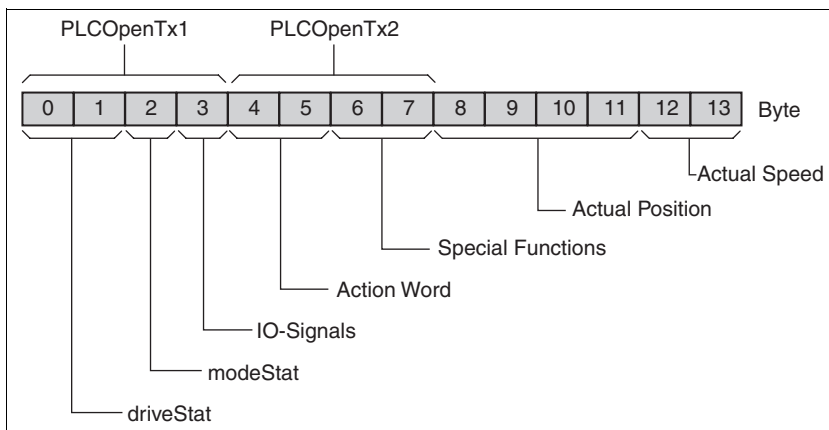 PLCOpenTx1 PLCOpenTx2
0 1 2 3 4 5 6 7 8 9 10 11 12 13 Byte
Actual Speed
Actual Position
Special Functions
Action Word
IO-Signals
modeStat
driveStat